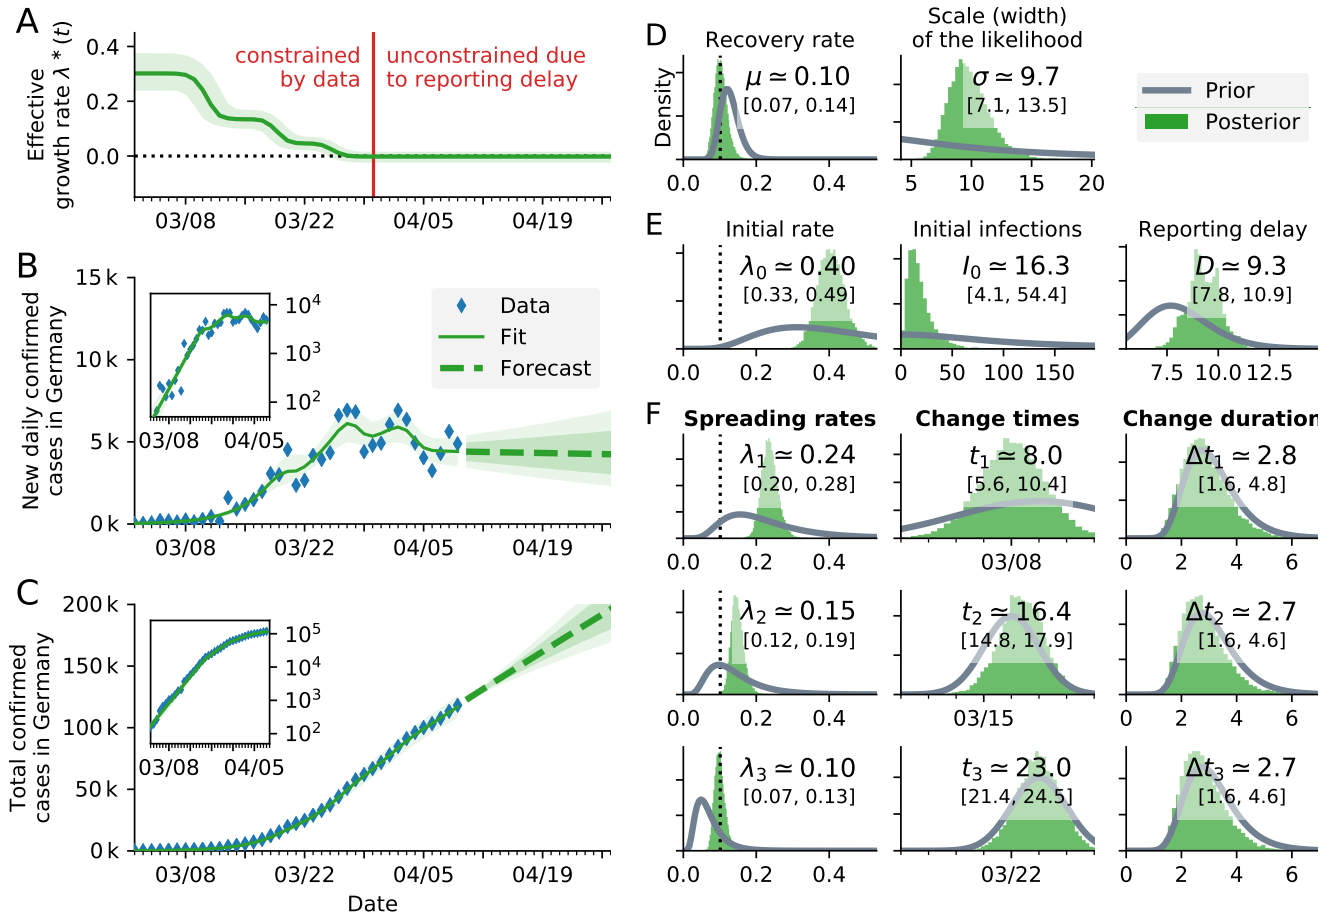 A
Effective
growth rate λ* (t)
0.4
0.2
0.0
constrained
by data
unconstrained due
to reporting delay
03/08
03/22
04/05
04/19
B
New daily confirmed
cases in Germany
15 k
10 k
5 k
0 k
10⁴
10³
10²
03/08
04/05
Data
Fit
Forecast
03/08
03/22
04/05
04/19
C
Total confirmed
cases in Germany
200 k
150 k
100 k
50 k
0 k
10⁵
10⁴
10³
10²
03/08
04/05
03/08
03/22
04/05
04/19
Date
D
Recovery rate
Density
μ ≃ 0.10
[0.07, 0.14]
0.0
0.2
0.4
Scale (width)
of the likelihood
σ ≃ 9.7
[7.1, 13.5]
5
10
15
20
Prior
Posterior
E
Initial rate
λ₀ ≃ 0.40
[0.33, 0.49]
0.0
0.2
0.4
Initial infections
I₀ ≃ 16.3
[4.1, 54.4]
0
50
100
150
Reporting delay
D ≃ 9.3
[7.8, 10.9]
7.5
10.0
12.5
F
Spreading rates
λ₁ ≃ 0.24
[0.20, 0.28]
0.0
0.2
0.4
Change times
t₁ ≃ 8.0
[5.6, 10.4]
03/08
Change duration
Δt₁ ≃ 2.8
[1.6, 4.8]
0
2
4
6
λ₂ ≃ 0.15
[0.12, 0.19]
0.0
0.2
0.4
t₂ ≃ 16.4
[14.8, 17.9]
03/15
Δt₂ ≃ 2.7
[1.6, 4.6]
0
2
4
6
λ₃ ≃ 0.10
[0.07, 0.13]
0.0
0.2
0.4
t₃ ≃ 23.0
[21.4, 24.5]
03/22
Δt₃ ≃ 2.7
[1.6, 4.6]
0
2
4
6